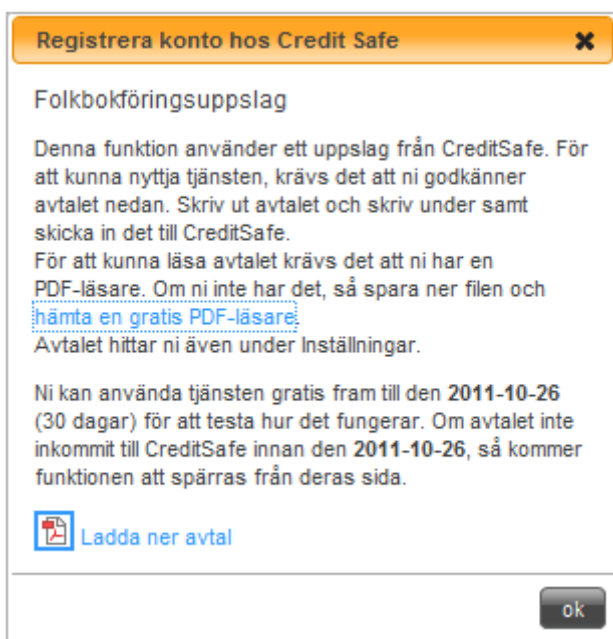 Registrera konto hos Credit Safe
Folkbokföringsuppslag
Denna funktion använder ett uppslag från CreditSafe. För
att kunna nyttja tjänsten, krävs det att ni godkänner
avtalet nedan. Skriv ut avtalet och skriv under samt
skicka in det till CreditSafe.
För att kunna läsa avtalet krävs det att ni har en
PDF-läsare. Om ni inte har det, så spara ner filen och
hämta en gratis PDF-läsare.
Avtalet hittar ni även under Inställningar.
Ni kan använda tjänsten gratis fram till den 2011-10-26
(30 dagar) för att testa hur det fungerar. Om avtalet inte
inkommit till CreditSafe innan den 2011-10-26, så kommer
funktionen att spärras från deras sida.
Ladda ner avtal
ok